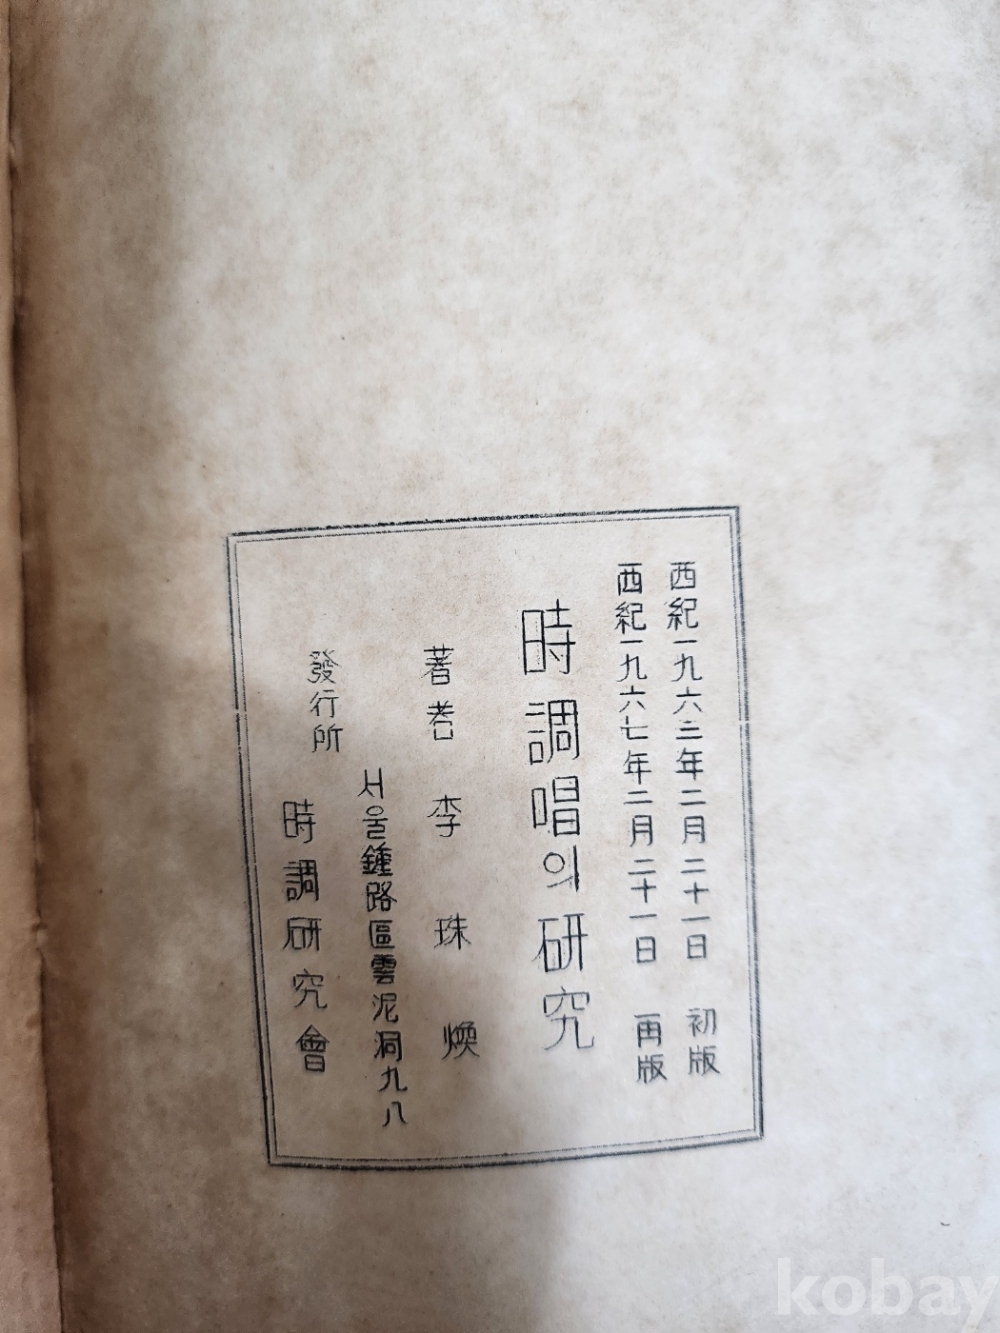 西紀一九六三年二月二十一日 初版
西紀一九六七年二月二十一日 再版
時調唱의研究
著者 李珠煥
서울鍾路區雲泥洞九八
發行所 時調研究會
kobay